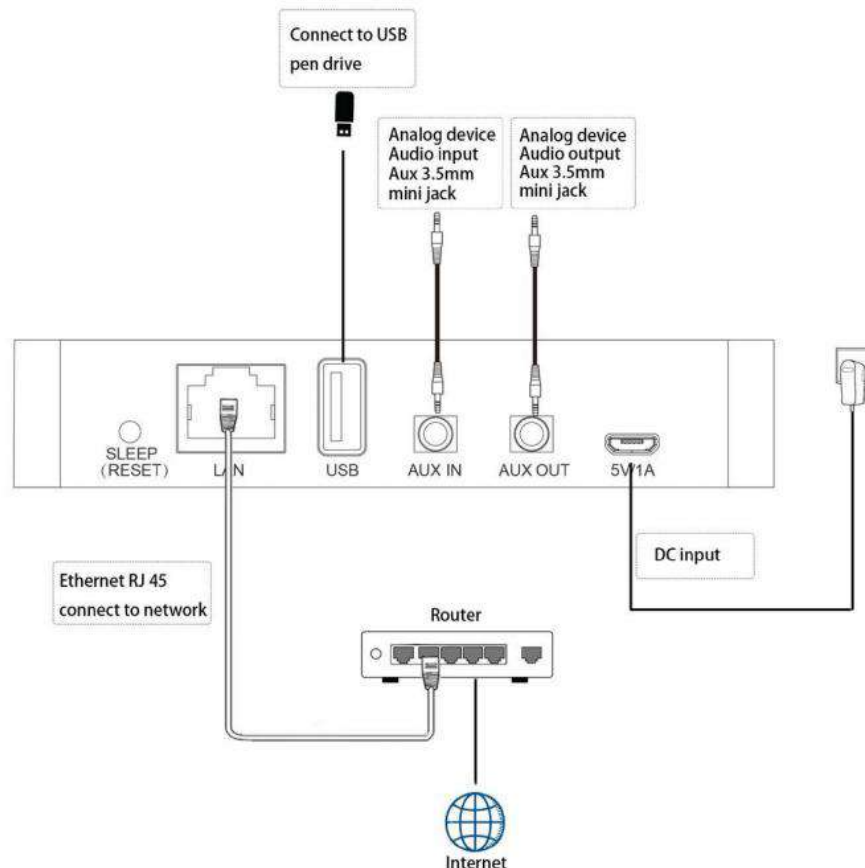 Connect to USB
pen drive
Analog device
Audio input
Aux 3.5mm
mini jack
Analog device
Audio output
Aux 3.5mm
mini jack
SLEEP
(RESET)
LAN
USB
AUX IN
AUX OUT
5V/1A
Ethernet RJ 45
connect to network
DC input
Router
Internet